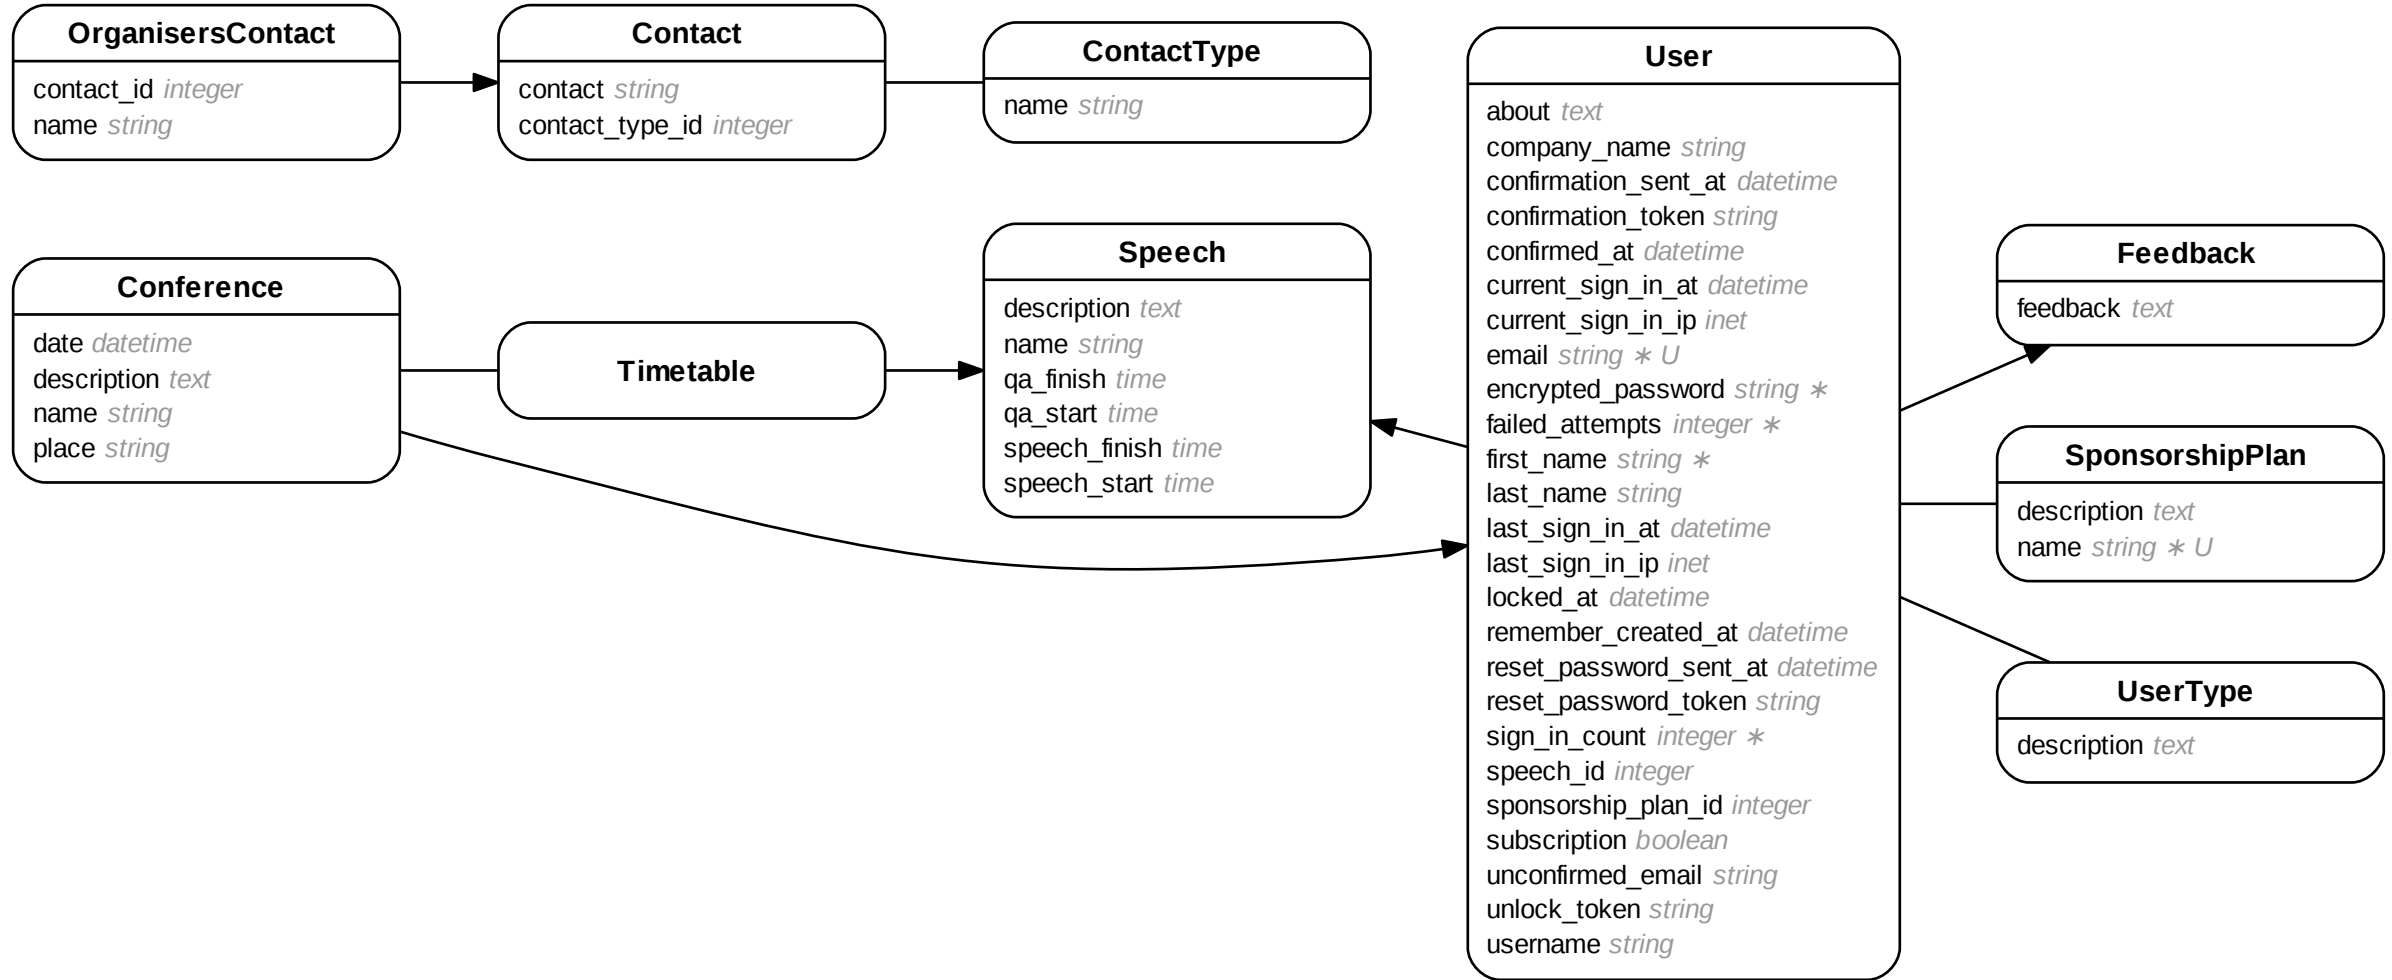 OrganisersContact
contact_id integer
name string
Contact
contact string
contact_type_id integer
ContactType
name string
User
about text
company_name string
confirmation_sent_at datetime
confirmation_token string
confirmed_at datetime
current_sign_in_at datetime
current_sign_in_ip inet
email string ∗ U
encrypted_password string ∗
failed_attempts integer ∗
first_name string ∗
last_name string
last_sign_in_at datetime
last_sign_in_ip inet
locked_at datetime
remember_created_at datetime
reset_password_sent_at datetime
reset_password_token string
sign_in_count integer ∗
speech_id integer
sponsorship_plan_id integer
subscription boolean
unconfirmed_email string
unlock_token string
username string
Conference
date datetime
description text
name string
place string
Timetable
Speech
description text
name string
qa_finish time
qa_start time
speech_finish time
speech_start time
Feedback
feedback text
SponsorshipPlan
description text
name string ∗ U
UserType
description text